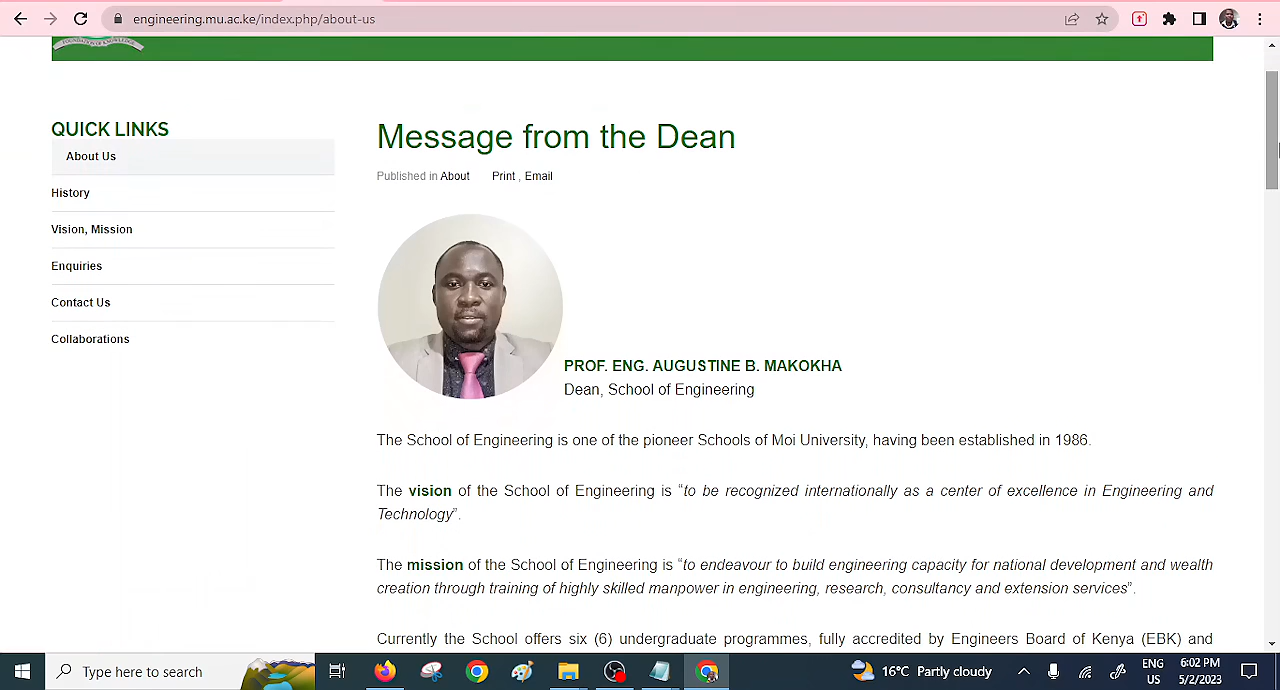 engineering.mu.ac.ke/index.php/about-us
FOUNDATION OF KNOWLEDGE
QUICK LINKS
About Us
History
Vision, Mission
Enquiries
Contact Us
Collaborations
Message from the Dean
Published in About Print , Email
PROF. ENG. AUGUSTINE B. MAKOKHA
Dean, School of Engineering
The School of Engineering is one of the pioneer Schools of Moi University, having been established in 1986.
The vision of the School of Engineering is “to be recognized internationally as a center of excellence in Engineering and
Technology”.
The mission of the School of Engineering is “to endeavour to build engineering capacity for national development and wealth
creation through training of highly skilled manpower in engineering, research, consultancy and extension services”.
Currently the School offers six (6) undergraduate programmes, fully accredited by Engineers Board of Kenya (EBK) and
Type here to search
16°C Partly cloudy
ENG
US
6:02 PM
5/2/2023